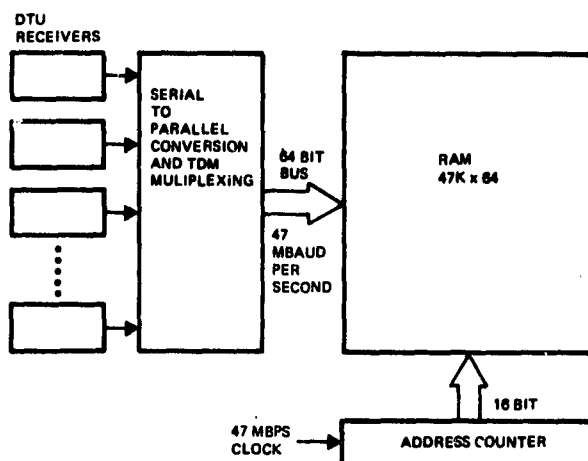 DTU
RECEIVERS
SERIAL
TO
PARALLEL
CONVERSION
AND TDM
MULIPLEXING
64 BIT
BUS
47
MBAUD
PER
SECOND
RAM
47K x 64
16 BIT
47 MBPS
CLOCK
ADDRESS COUNTER